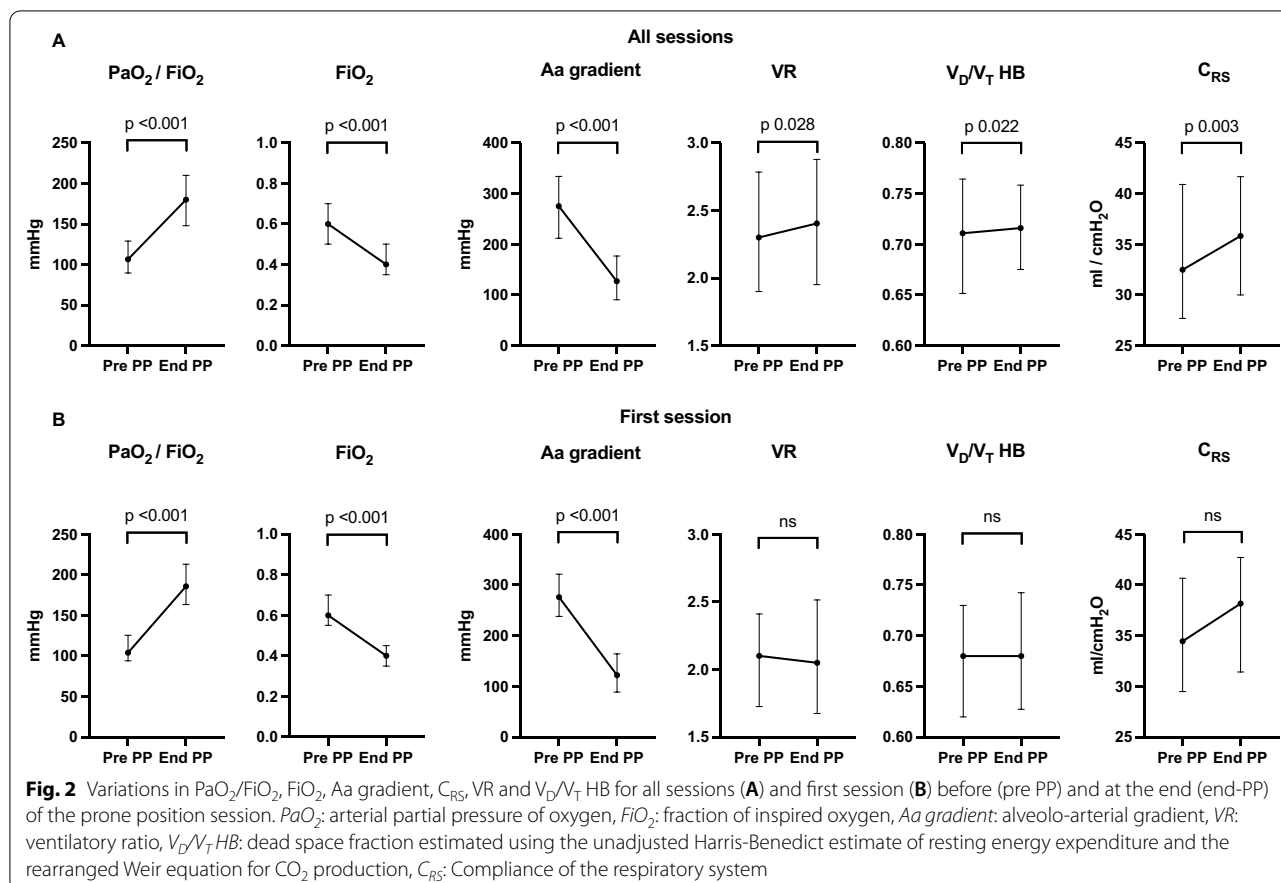 A
All sessions
PaO2 / FiO2
FiO2
Aa gradient
VR
VD/VT HB
CRS
p <0.001
p <0.001
p <0.001
p 0.028
p 0.022
p 0.003
mmHg
250
200
150
100
50
0
Pre PP End PP
1.0
0.8
0.6
0.4
0.2
0.0
Pre PP End PP
mmHg
400
300
200
100
0
Pre PP End PP
3.0
2.5
2.0
1.5
Pre PP End PP
0.80
0.75
0.70
0.65
0.60
Pre PP End PP
ml / cmH2O
45
40
35
30
25
Pre PP End PP
B
First session
PaO2 / FiO2
FiO2
Aa gradient
VR
VD/VT HB
CRS
p <0.001
p <0.001
p <0.001
ns
ns
ns
mmHg
250
200
150
100
50
0
Pre PP End PP
1.0
0.8
0.6
0.4
0.2
0.0
Pre PP End PP
mmHg
400
300
200
100
0
Pre PP End PP
3.0
2.5
2.0
1.5
Pre PP End PP
0.80
0.75
0.70
0.65
0.60
Pre PP End PP
ml/cmH2O
45
40
35
30
25
Pre PP End PP
Fig. 2 Variations in PaO2/FiO2, FiO2, Aa gradient, CRS, VR and VD/VT HB for all sessions (A) and first session (B) before (pre PP) and at the end (end-PP)
of the prone position session. PaO2: arterial partial pressure of oxygen, FiO2: fraction of inspired oxygen, Aa gradient: alveolo-arterial gradient, VR:
ventilatory ratio, VD/VT HB: dead space fraction estimated using the unadjusted Harris-Benedict estimate of resting energy expenditure and the
rearranged Weir equation for CO2 production, CRS: Compliance of the respiratory system